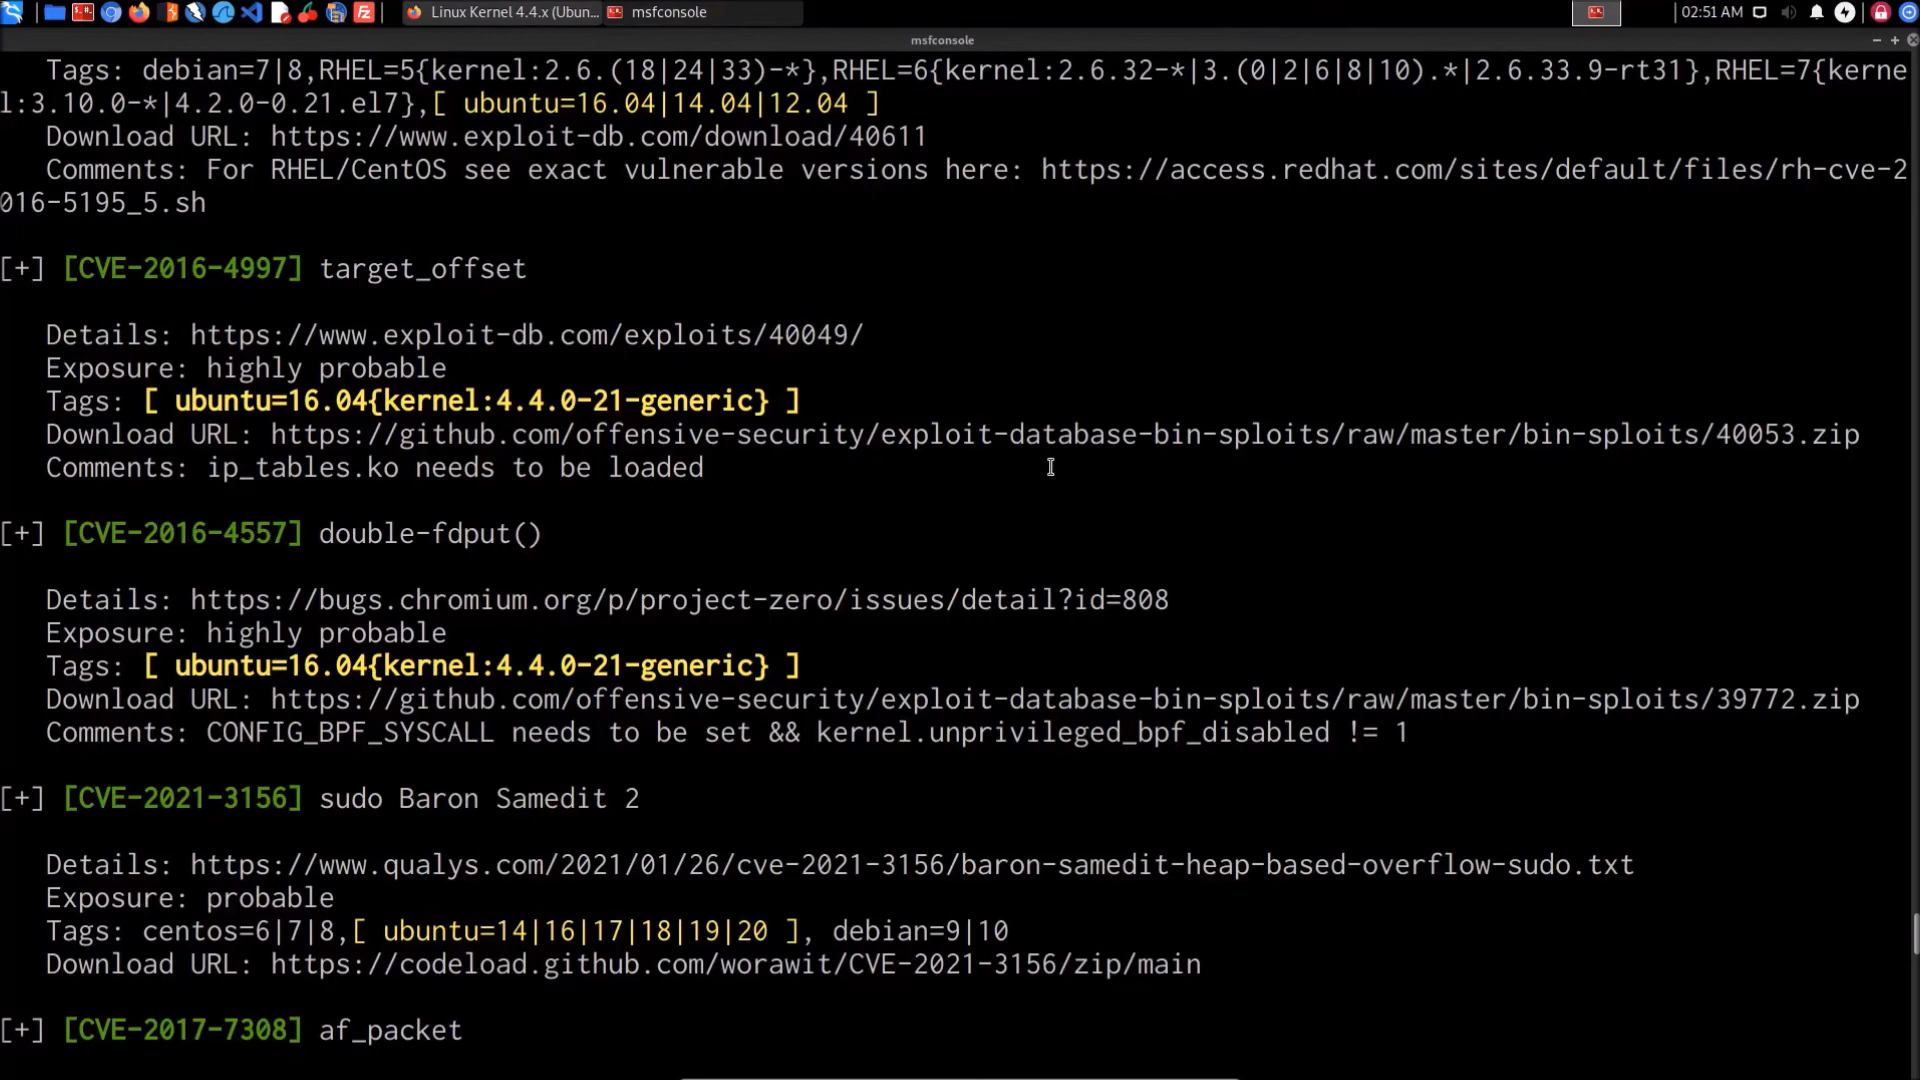 Linux Kernel 4.4.x (Ubun...
msfconsole
02:51 AM
msfconsole
Tags: debian=7|8,RHEL=5{kernel:2.6.(18|24|33)-*},RHEL=6{kernel:2.6.32-*|3.(0|2|6|8|10).*|2.6.33.9-rt31},RHEL=7{kerne
l:3.10.0-*|4.2.0-0.21.el7},[ ubuntu=16.04|14.04|12.04 ]
Download URL: https://www.exploit-db.com/download/40611
Comments: For RHEL/CentOS see exact vulnerable versions here: https://access.redhat.com/sites/default/files/rh-cve-2
016-5195_5.sh
[+] [CVE-2016-4997] target_offset
Details: https://www.exploit-db.com/exploits/40049/
Exposure: highly probable
Tags: [ ubuntu=16.04{kernel:4.4.0-21-generic} ]
Download URL: https://github.com/offensive-security/exploit-database-bin-sploits/raw/master/bin-sploits/40053.zip
Comments: ip_tables.ko needs to be loaded
[+] [CVE-2016-4557] double-fdput()
Details: https://bugs.chromium.org/p/project-zero/issues/detail?id=808
Exposure: highly probable
Tags: [ ubuntu=16.04{kernel:4.4.0-21-generic} ]
Download URL: https://github.com/offensive-security/exploit-database-bin-sploits/raw/master/bin-sploits/39772.zip
Comments: CONFIG_BPF_SYSCALL needs to be set && kernel.unprivileged_bpf_disabled != 1
[+] [CVE-2021-3156] sudo Baron Samedit 2
Details: https://www.qualys.com/2021/01/26/cve-2021-3156/baron-samedit-heap-based-overflow-sudo.txt
Exposure: probable
Tags: centos=6|7|8,[ ubuntu=14|16|17|18|19|20 ], debian=9|10
Download URL: https://codeload.github.com/worawit/CVE-2021-3156/zip/main
[+] [CVE-2017-7308] af_packet